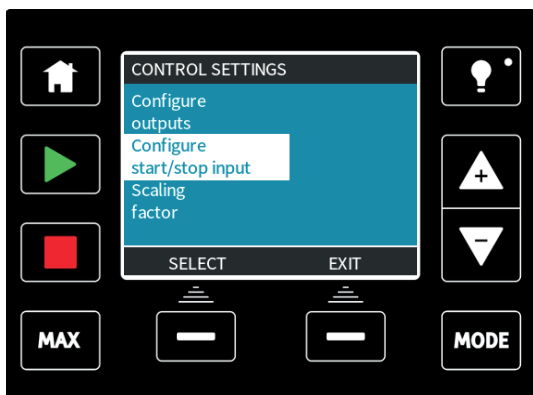 CONTROL SETTINGS
Configure
outputs
Configure
start/stop input
Scaling
factor
SELECT EXIT
MAX
MODE